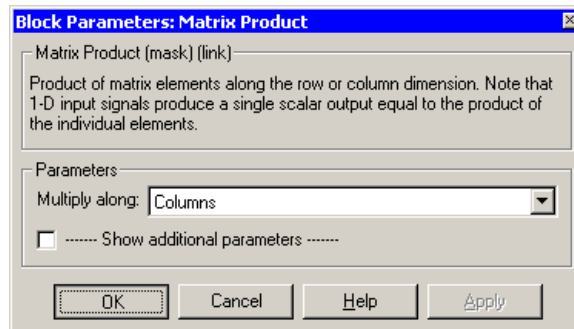 Block Parameters: Matrix Product
Matrix Product (mask) (link)
Product of matrix elements along the row or column dimension. Note that
1-D input signals produce a single scalar output equal to the product of
the individual elements.
Parameters
Multiply along: Columns
------- Show additional parameters -------
OK Cancel Help Apply